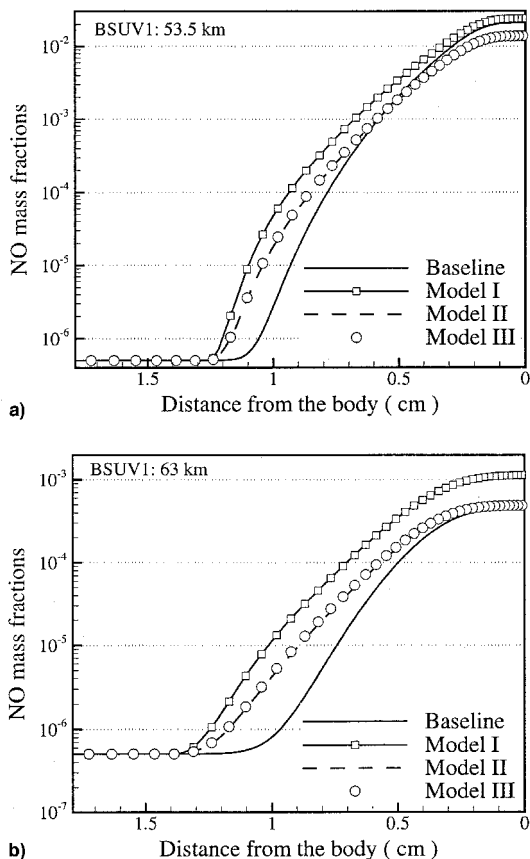 BSUV1: 53.5 km
NO mass fractions
10^-2
10^-3
10^-4
10^-5
10^-6
Baseline
Model I
Model II
Model III
1.5 1 0.5 0
a) Distance from the body ( cm )
BSUV1: 63 km
NO mass fractions
10^-3
10^-4
10^-5
10^-6
10^-7
Baseline
Model I
Model II
Model III
1.5 1 0.5 0
b) Distance from the body ( cm )